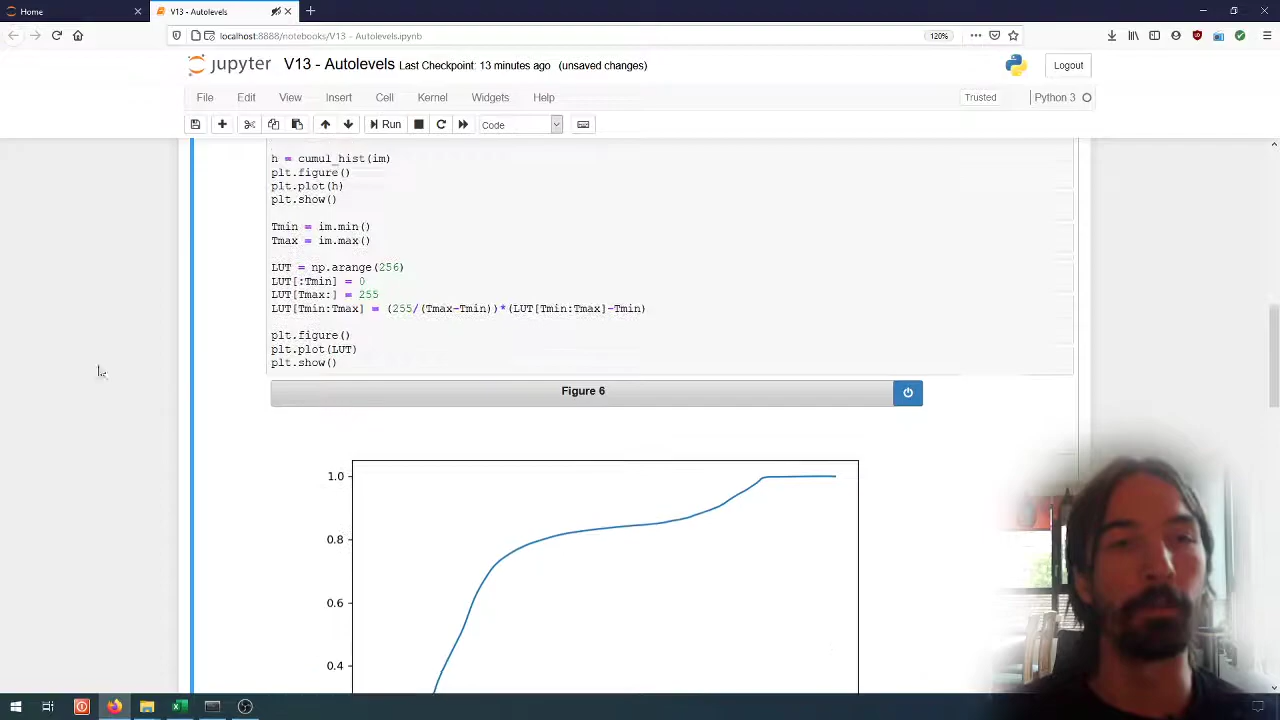 Home
V13 - Autolevels
localhost:8888/notebooks/V13 - Autolevels.ipynb
120%
jupyter V13 - Autolevels Last Checkpoint: 13 minutes ago (unsaved changes)
Logout
File Edit View Insert Cell Kernel Widgets Help
Trusted
Python 3
Run
Code
h = cumul_hist(im)
plt.figure()
plt.plot(h)
plt.show()
Tmin = im.min()
Tmax = im.max()
LUT = np.arange(256)
LUT[:Tmin] = 0
LUT[Tmax:] = 255
LUT[Tmin:Tmax] = (255/(Tmax-Tmin))*(LUT[Tmin:Tmax]-Tmin)
plt.figure()
plt.plot(LUT)
plt.show()
Figure 6
1.0
0.8
0.6
0.4